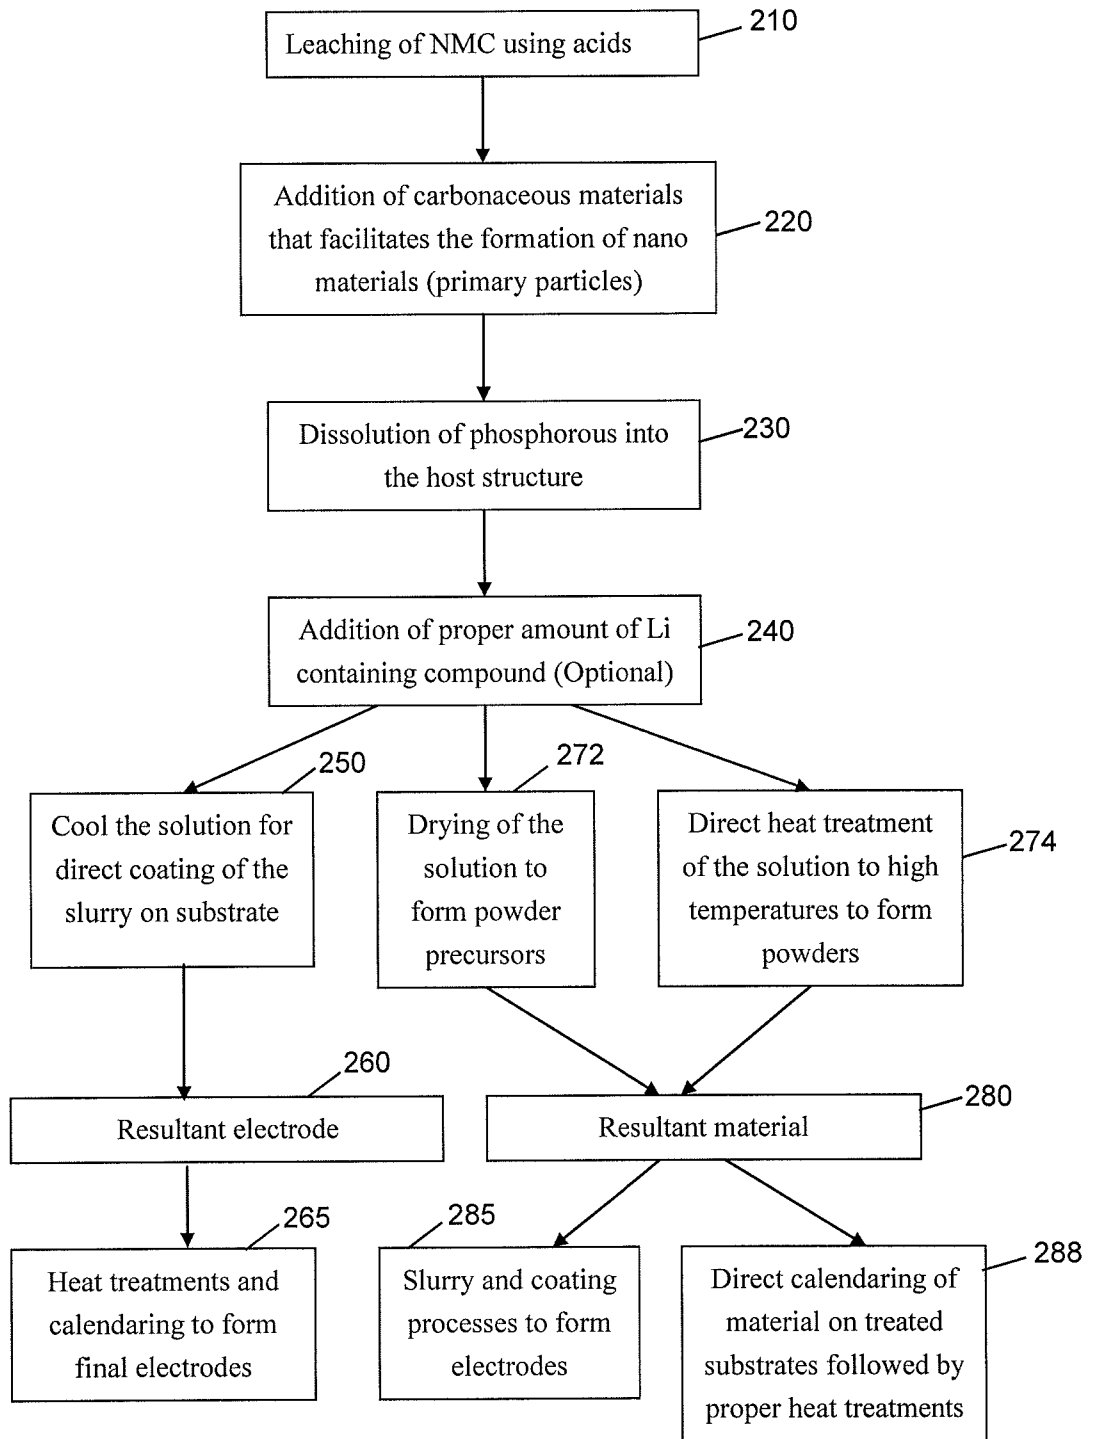 Leaching of NMC using acids
210
Addition of carbonaceous materials
that facilitates the formation of nano
materials (primary particles)
220
Dissolution of phosphorous into
the host structure
230
Addition of proper amount of Li
containing compound (Optional)
240
250
Cool the solution for
direct coating of the
slurry on substrate
272
Drying of the
solution to
form powder
precursors
Direct heat treatment
of the solution to high
temperatures to form
powders
274
260
Resultant electrode
Resultant material
280
265
Heat treatments and
calendaring to form
final electrodes
285
Slurry and coating
processes to form
electrodes
Direct calendaring of
material on treated
substrates followed by
proper heat treatments
288